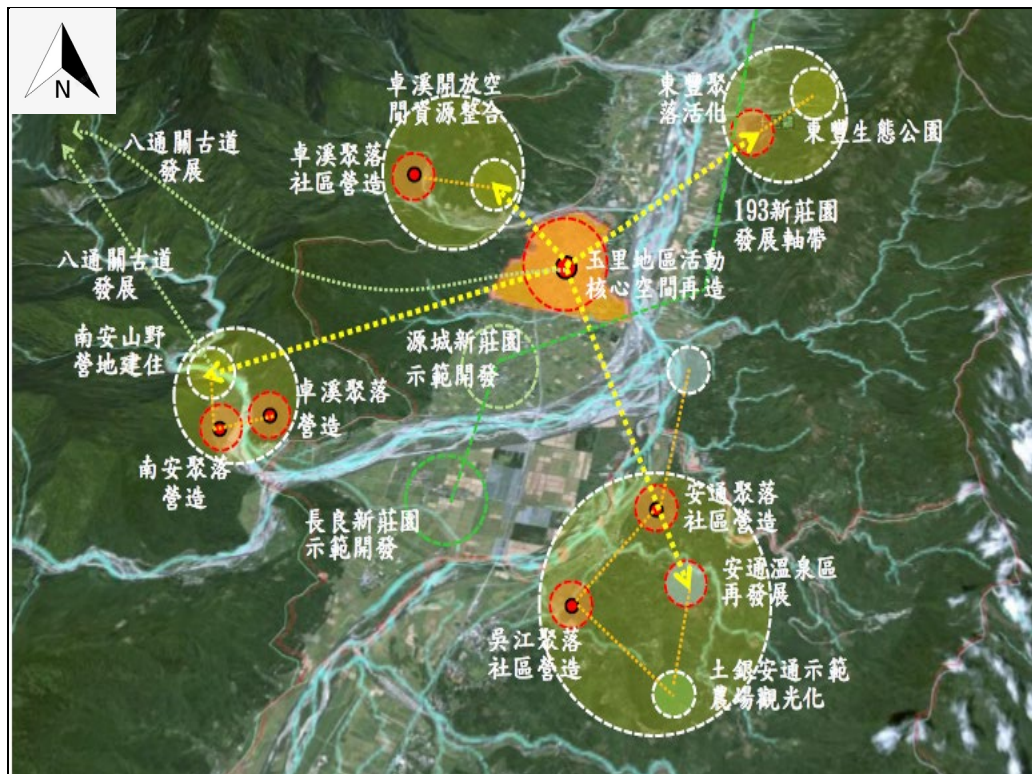 N
卓溪開放空
間資源整合
東豐聚
落活化
東豐生態公園
八通關古道
發展
卓溪聚落
社區營造
193新莊園
發展軸帶
八通關古道
發展
玉里地區活動
核心空間再造
南安山野
營地建住
源城新莊園
示範開發
卓溪聚落
營造
南安聚落
營造
安通聚落
社區營造
長良新莊園
示範開發
安通溫泉區
再發展
吳江聚落
社區營造
土銀安通示範
農場觀光化